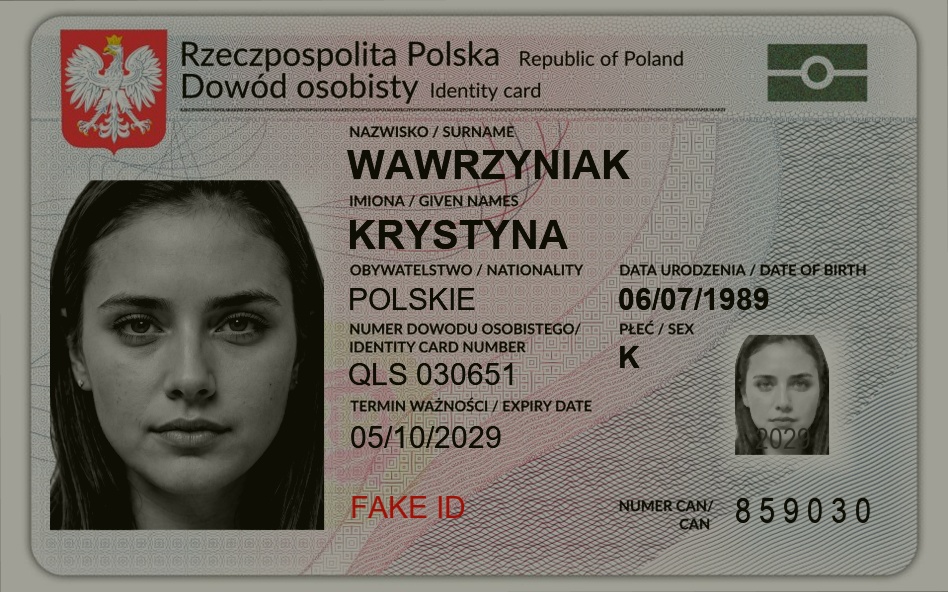 Rzeczpospolita Polska Republic of Poland
Dowód osobisty Identity card
NAZWISKO / SURNAME
WAWRZYNIAK
IMIONA / GIVEN NAMES
KRYSTYNA
OBYWATELSTWO / NATIONALITY
POLSKIE
DATA URODZENIA / DATE OF BIRTH
06/07/1989
NUMER DOWODU OSOBISTEGO/
IDENTITY CARD NUMBER
QLS 030651
PŁEĆ / SEX
K
TERMIN WAŻNOŚCI / EXPIRY DATE
05/10/2029
2029
FAKE ID
NUMER CAN/
CAN
859030